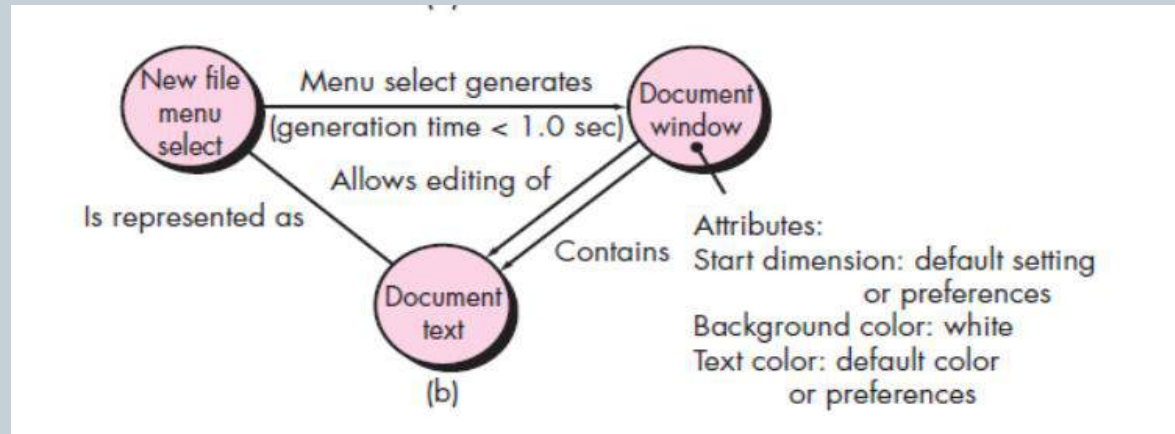 New file
menu
select
Menu select generates
(generation time < 1.0 sec)
Document
window
Allows editing of
Is represented as
Contains
Attributes:
Start dimension: default setting
or preferences
Background color: white
Text color: default color
or preferences
Document
text
(b)